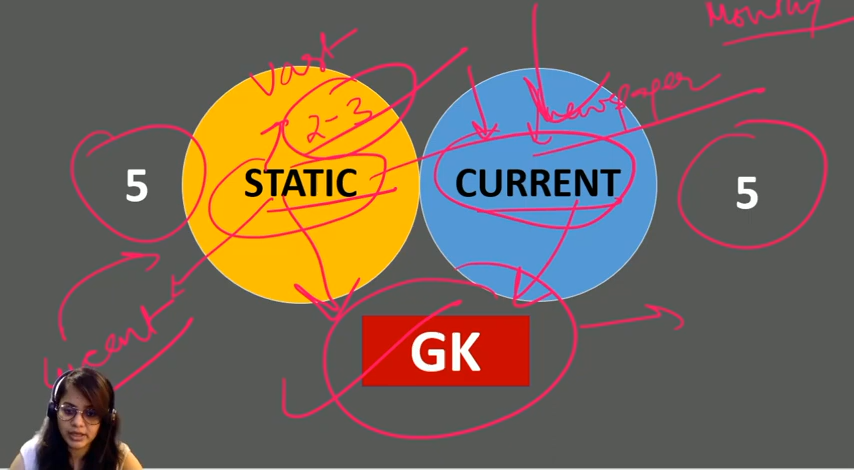 Monthly
Vast
2-3
newspaper
5
STATIC
CURRENT
5
Lucent
GK